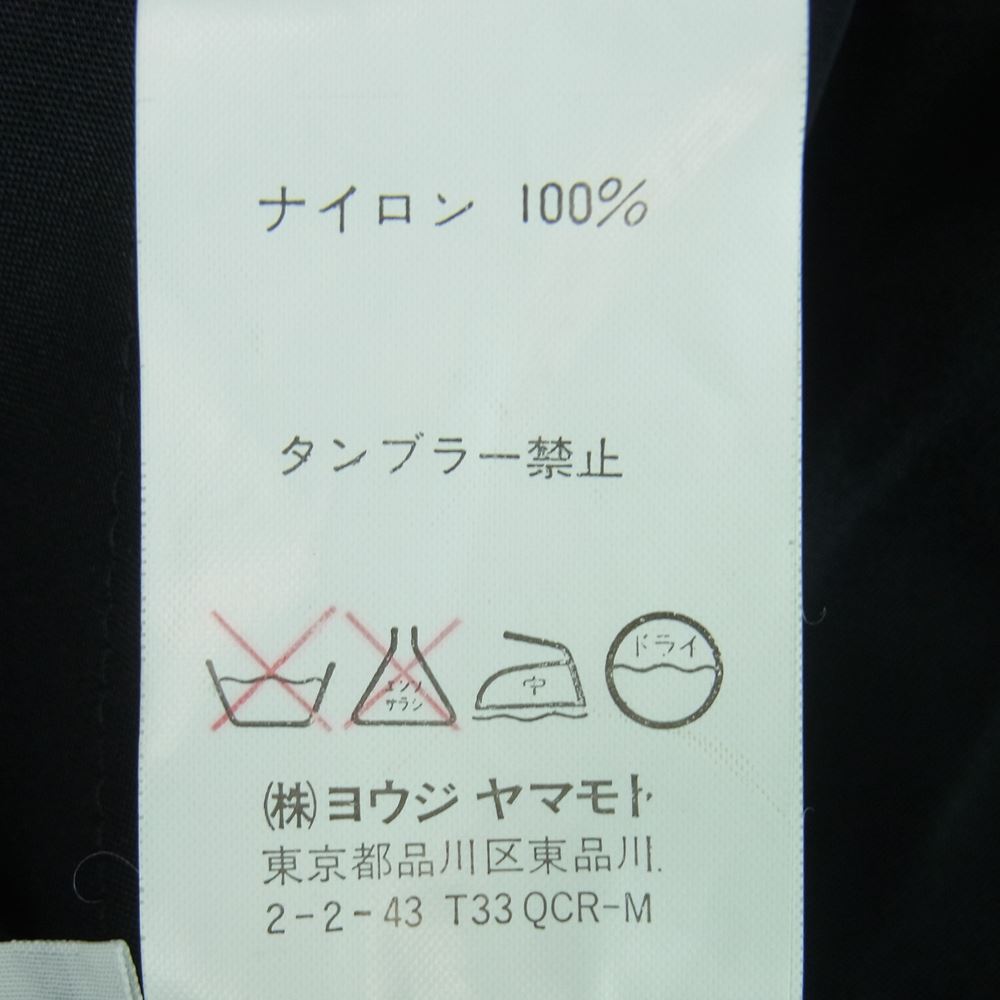 ナイロン 100%
タンブラー禁止
エンソ
サラシ
中
ドライ
(株)ヨウジ ヤマモト
東京都品川区東品川
2-2-43 T33QCR-M